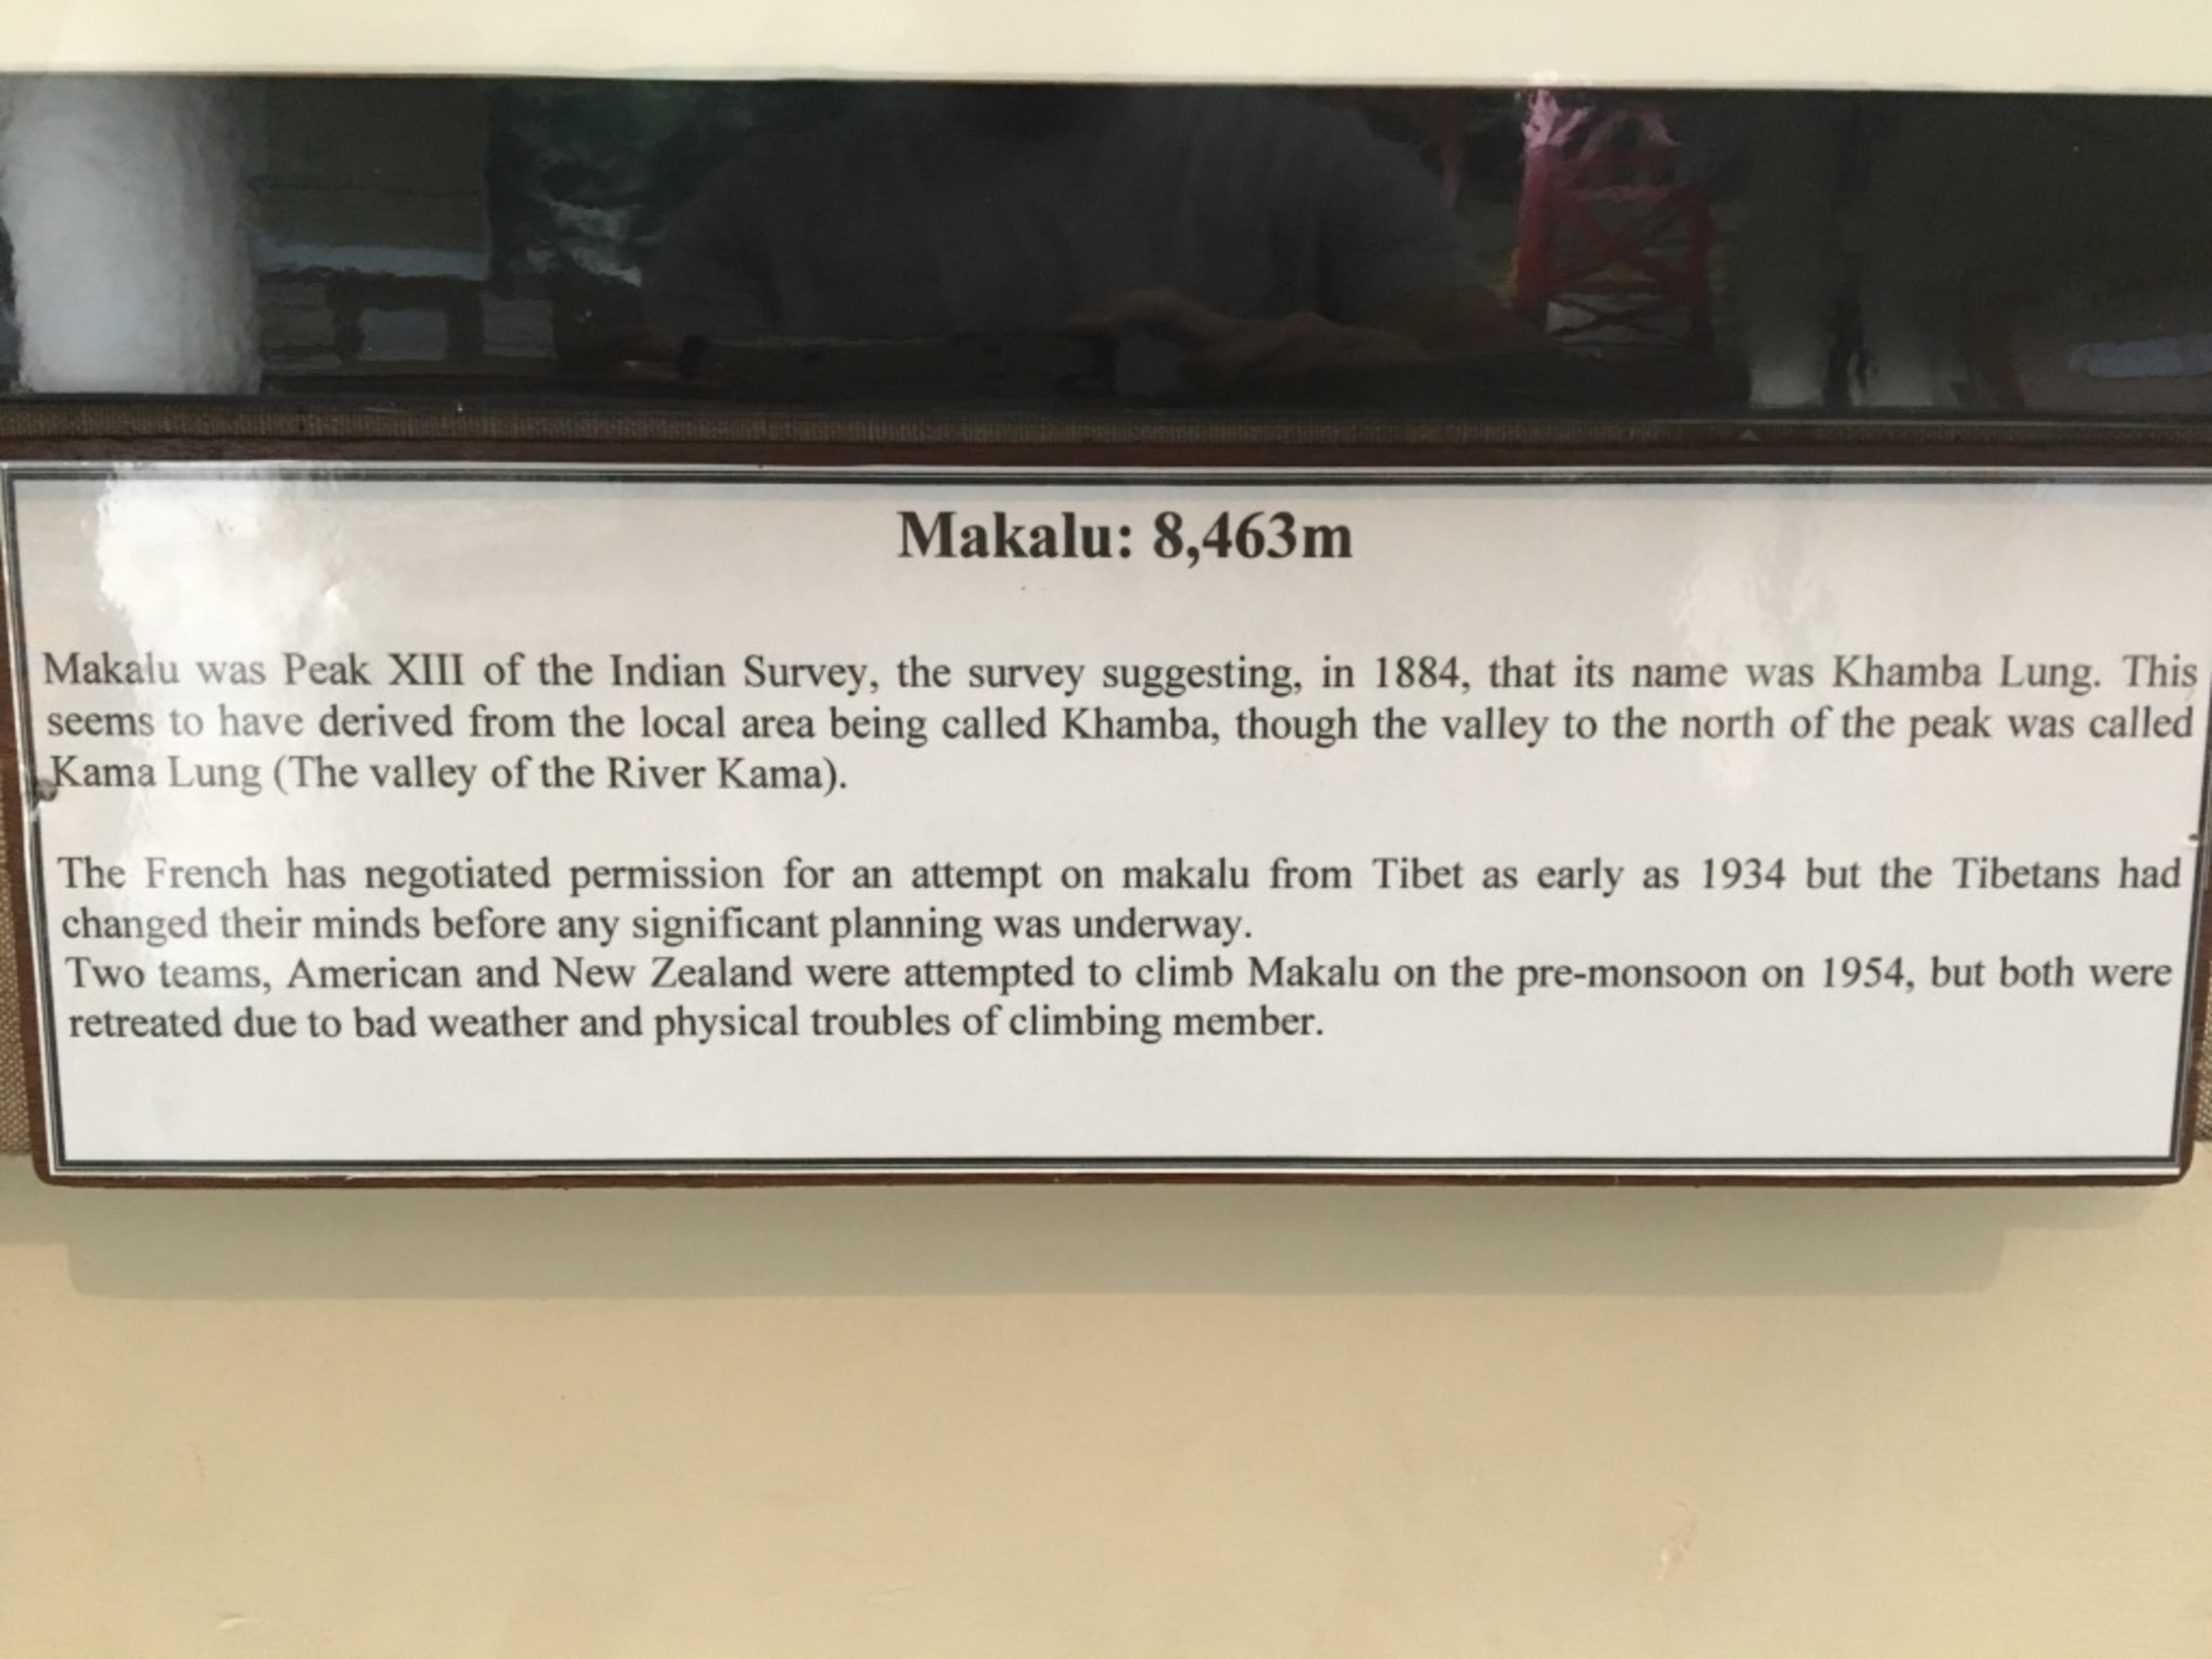 Makalu: 8,463m
Makalu was Peak XIII of the Indian Survey, the survey suggesting, in 1884, that its name was Khamba Lung. This
seems to have derived from the local area being called Khamba, though the valley to the north of the peak was called
Kama Lung (The valley of the River Kama).
The French has negotiated permission for an attempt on makalu from Tibet as early as 1934 but the Tibetans had
changed their minds before any significant planning was underway.
Two teams, American and New Zealand were attempted to climb Makalu on the pre-monsoon on 1954, but both were
retreated due to bad weather and physical troubles of climbing member.